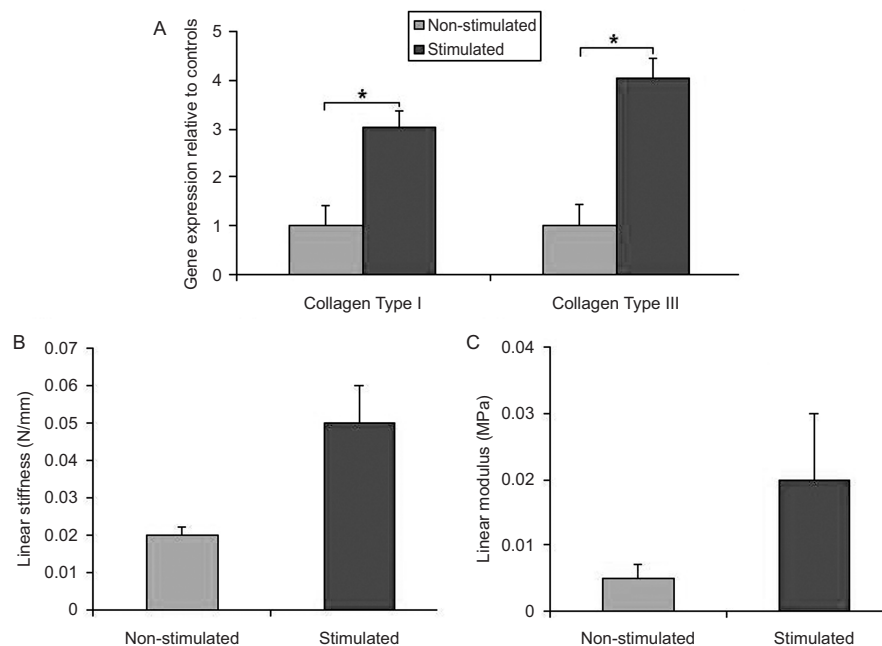 A
Non-stimulated
Stimulated
Gene expression relative to controls
5
4
3
2
1
0
*
*
Collagen Type I
Collagen Type III
B
Linear stiffness (N/mm)
0.07
0.06
0.05
0.04
0.03
0.02
0.01
0
Non-stimulated
Stimulated
C
Linear modulus (MPa)
0.04
0.03
0.02
0.01
0
Non-stimulated
Stimulated